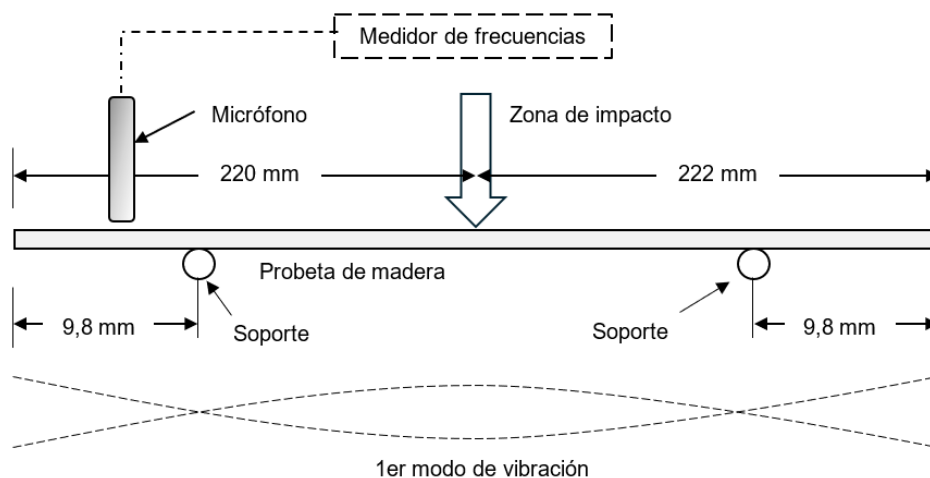 Medidor de frecuencias
Micrófono
Zona de impacto
220 mm
222 mm
Probeta de madera
9,8 mm
Soporte
Soporte
9,8 mm
1er modo de vibración